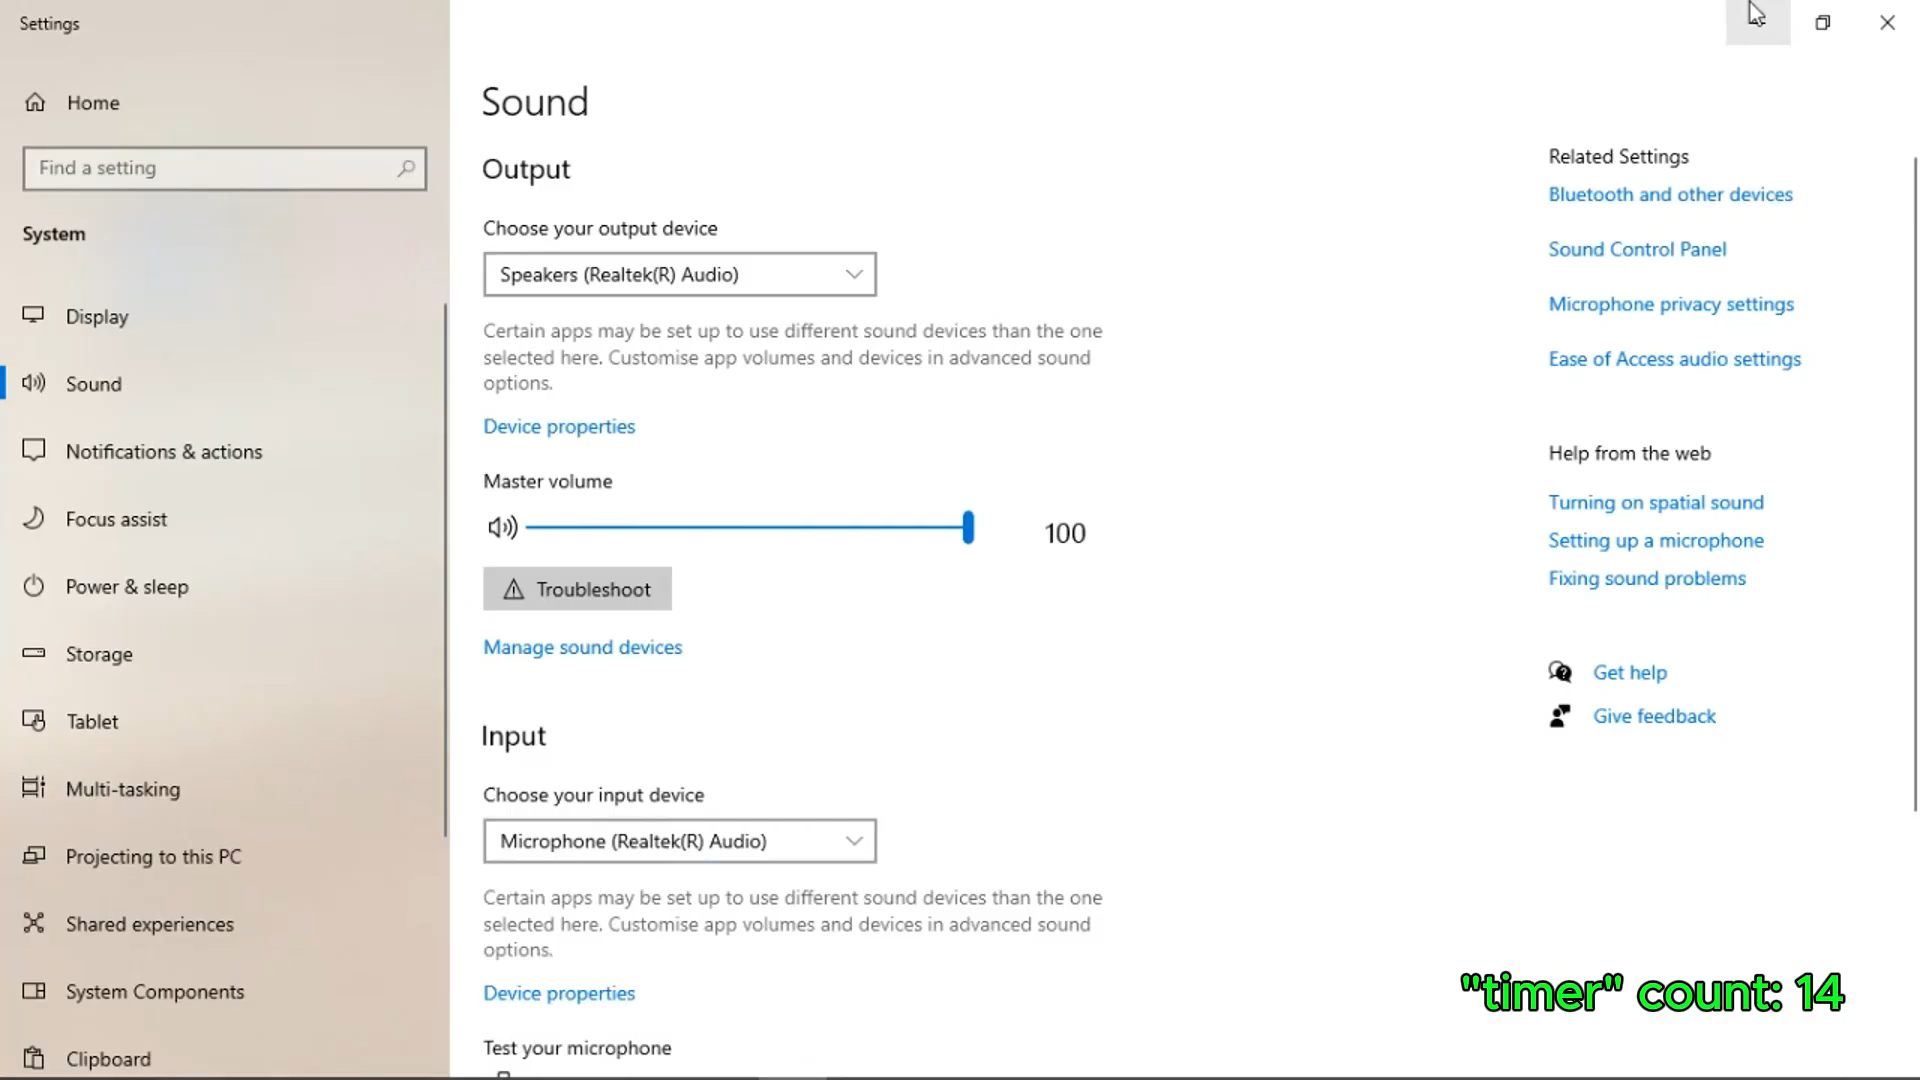 Settings
Home
Find a setting
System
Display
Sound
Notifications & actions
Focus assist
Power & sleep
Storage
Tablet
Multi-tasking
Projecting to this PC
Shared experiences
System Components
Clipboard
Sound
Output
Choose your output device
Speakers (Realtek(R) Audio)
Certain apps may be set up to use different sound devices than the one
selected here. Customise app volumes and devices in advanced sound
options.
Device properties
Master volume
100
Troubleshoot
Manage sound devices
Input
Choose your input device
Microphone (Realtek(R) Audio)
Certain apps may be set up to use different sound devices than the one
selected here. Customise app volumes and devices in advanced sound
options.
Device properties
Test your microphone
Related Settings
Bluetooth and other devices
Sound Control Panel
Microphone privacy settings
Ease of Access audio settings
Help from the web
Turning on spatial sound
Setting up a microphone
Fixing sound problems
Get help
Give feedback
"timer" count: 14